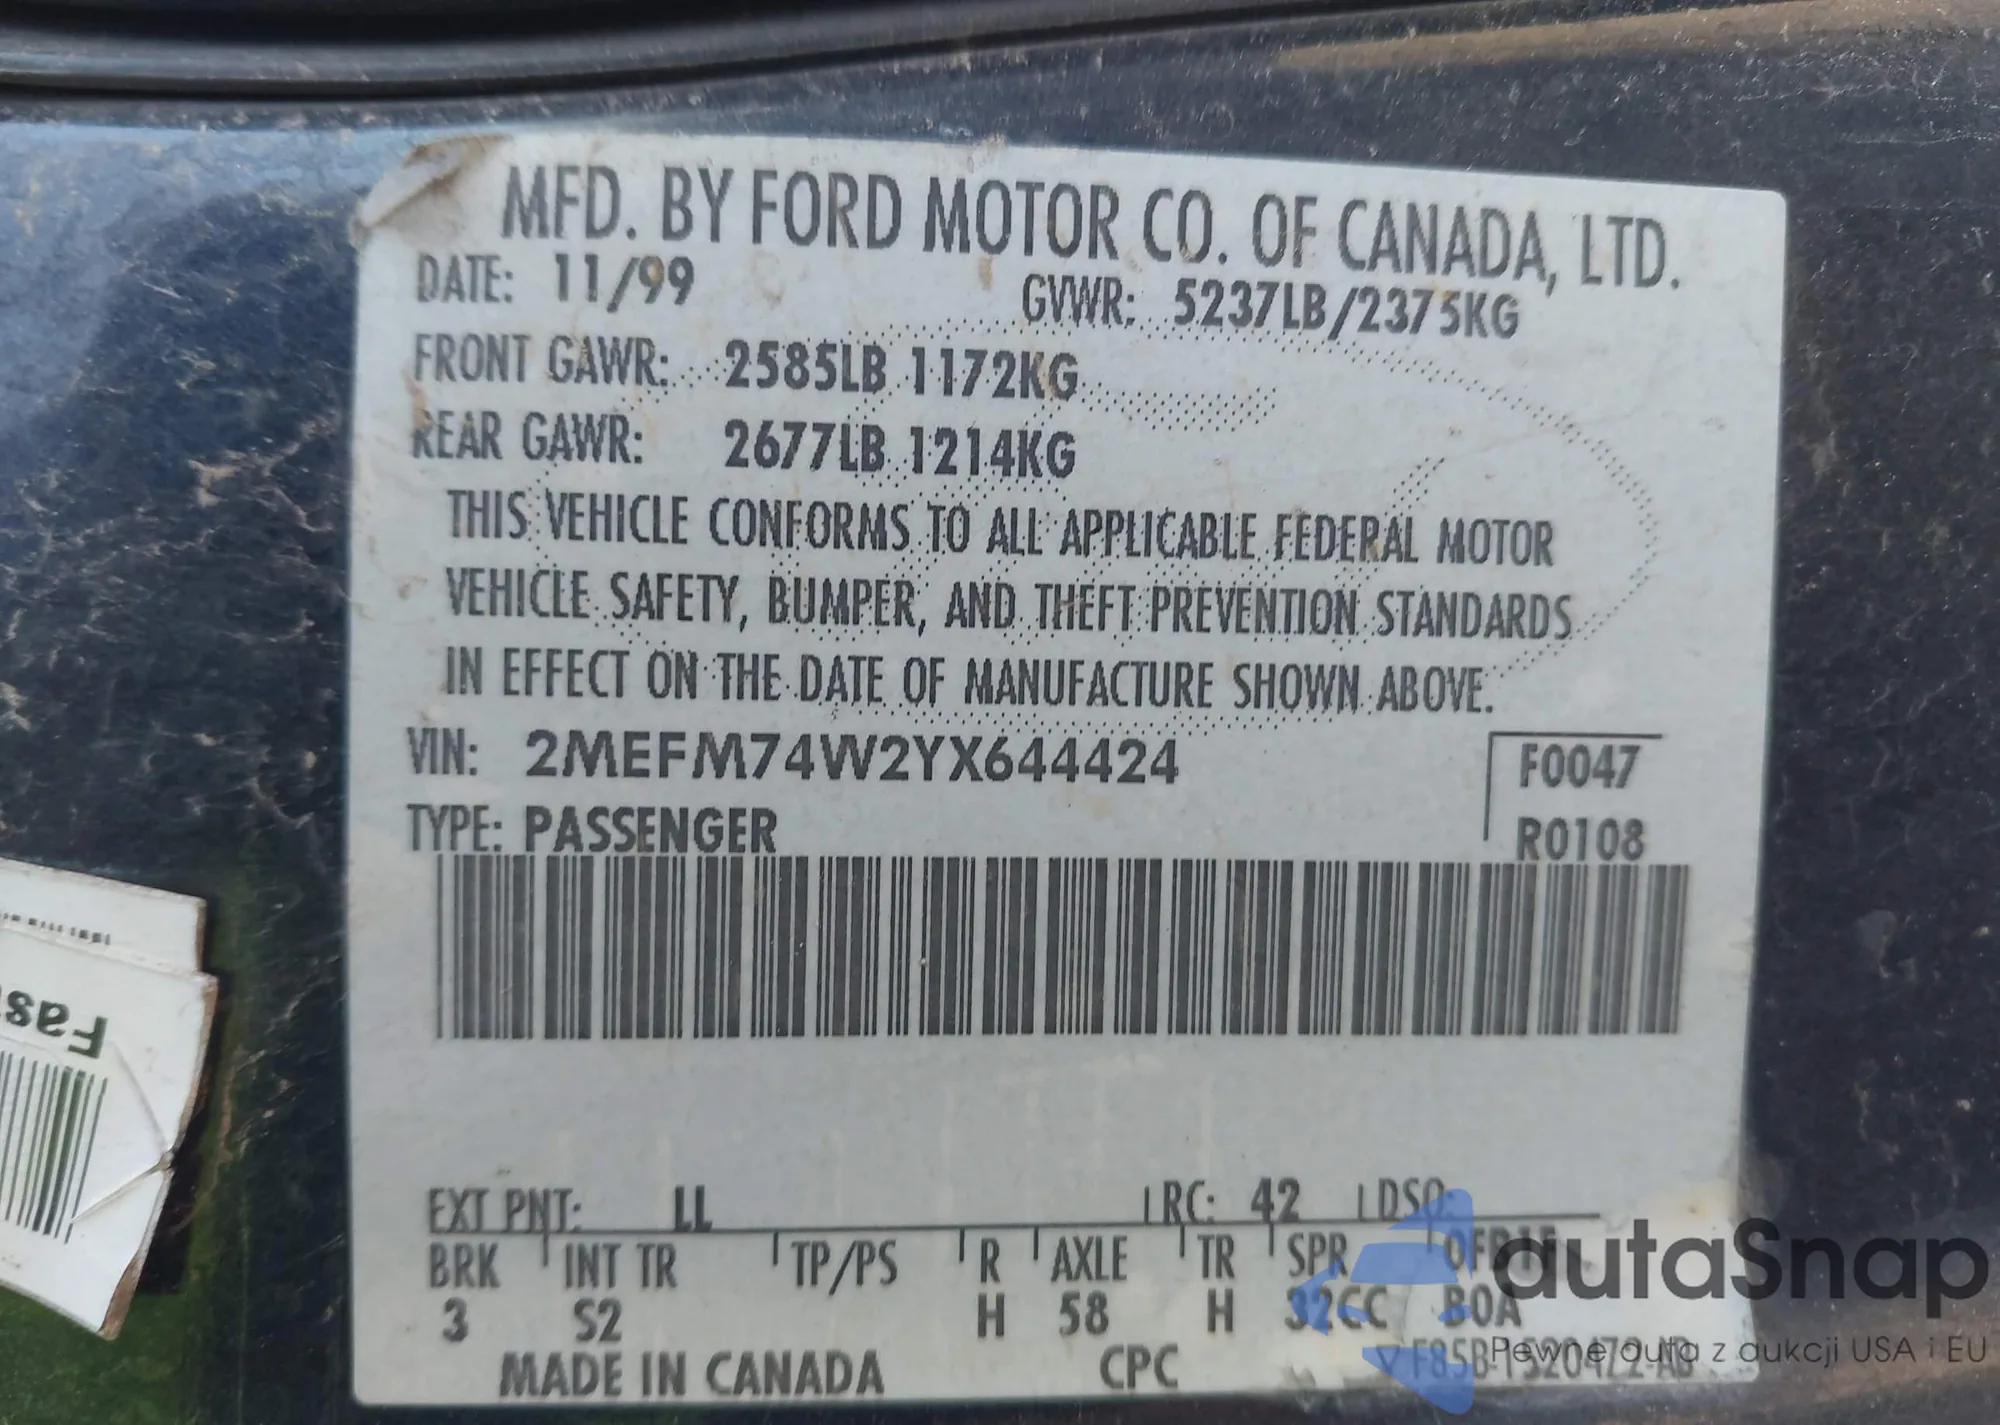 MFD. BY FORD MOTOR CO. OF CANADA, LTD.
DATE: 11/99 GVWR: 5237LB/2375KG
FRONT GAWR: 2585LB 1172KG
REAR GAWR: 2677LB 1214KG
THIS VEHICLE CONFORMS TO ALL APPLICABLE FEDERAL MOTOR
VEHICLE SAFETY, BUMPER, AND THEFT PREVENTION STANDARDS
IN EFFECT ON THE DATE OF MANUFACTURE SHOWN ABOVE.
VIN: 2MEFM74W2YX644424 F0047
TYPE: PASSENGER R0108
EXT PNT: LL RC: 42 DSO:
BRK INT TR TP/PS R AXLE TR SPR
3 S2 H 58 H 32CC B0A
MADE IN CANADA CPC
Fas
autaSnap
Pewne auta z aukcji USA i EU